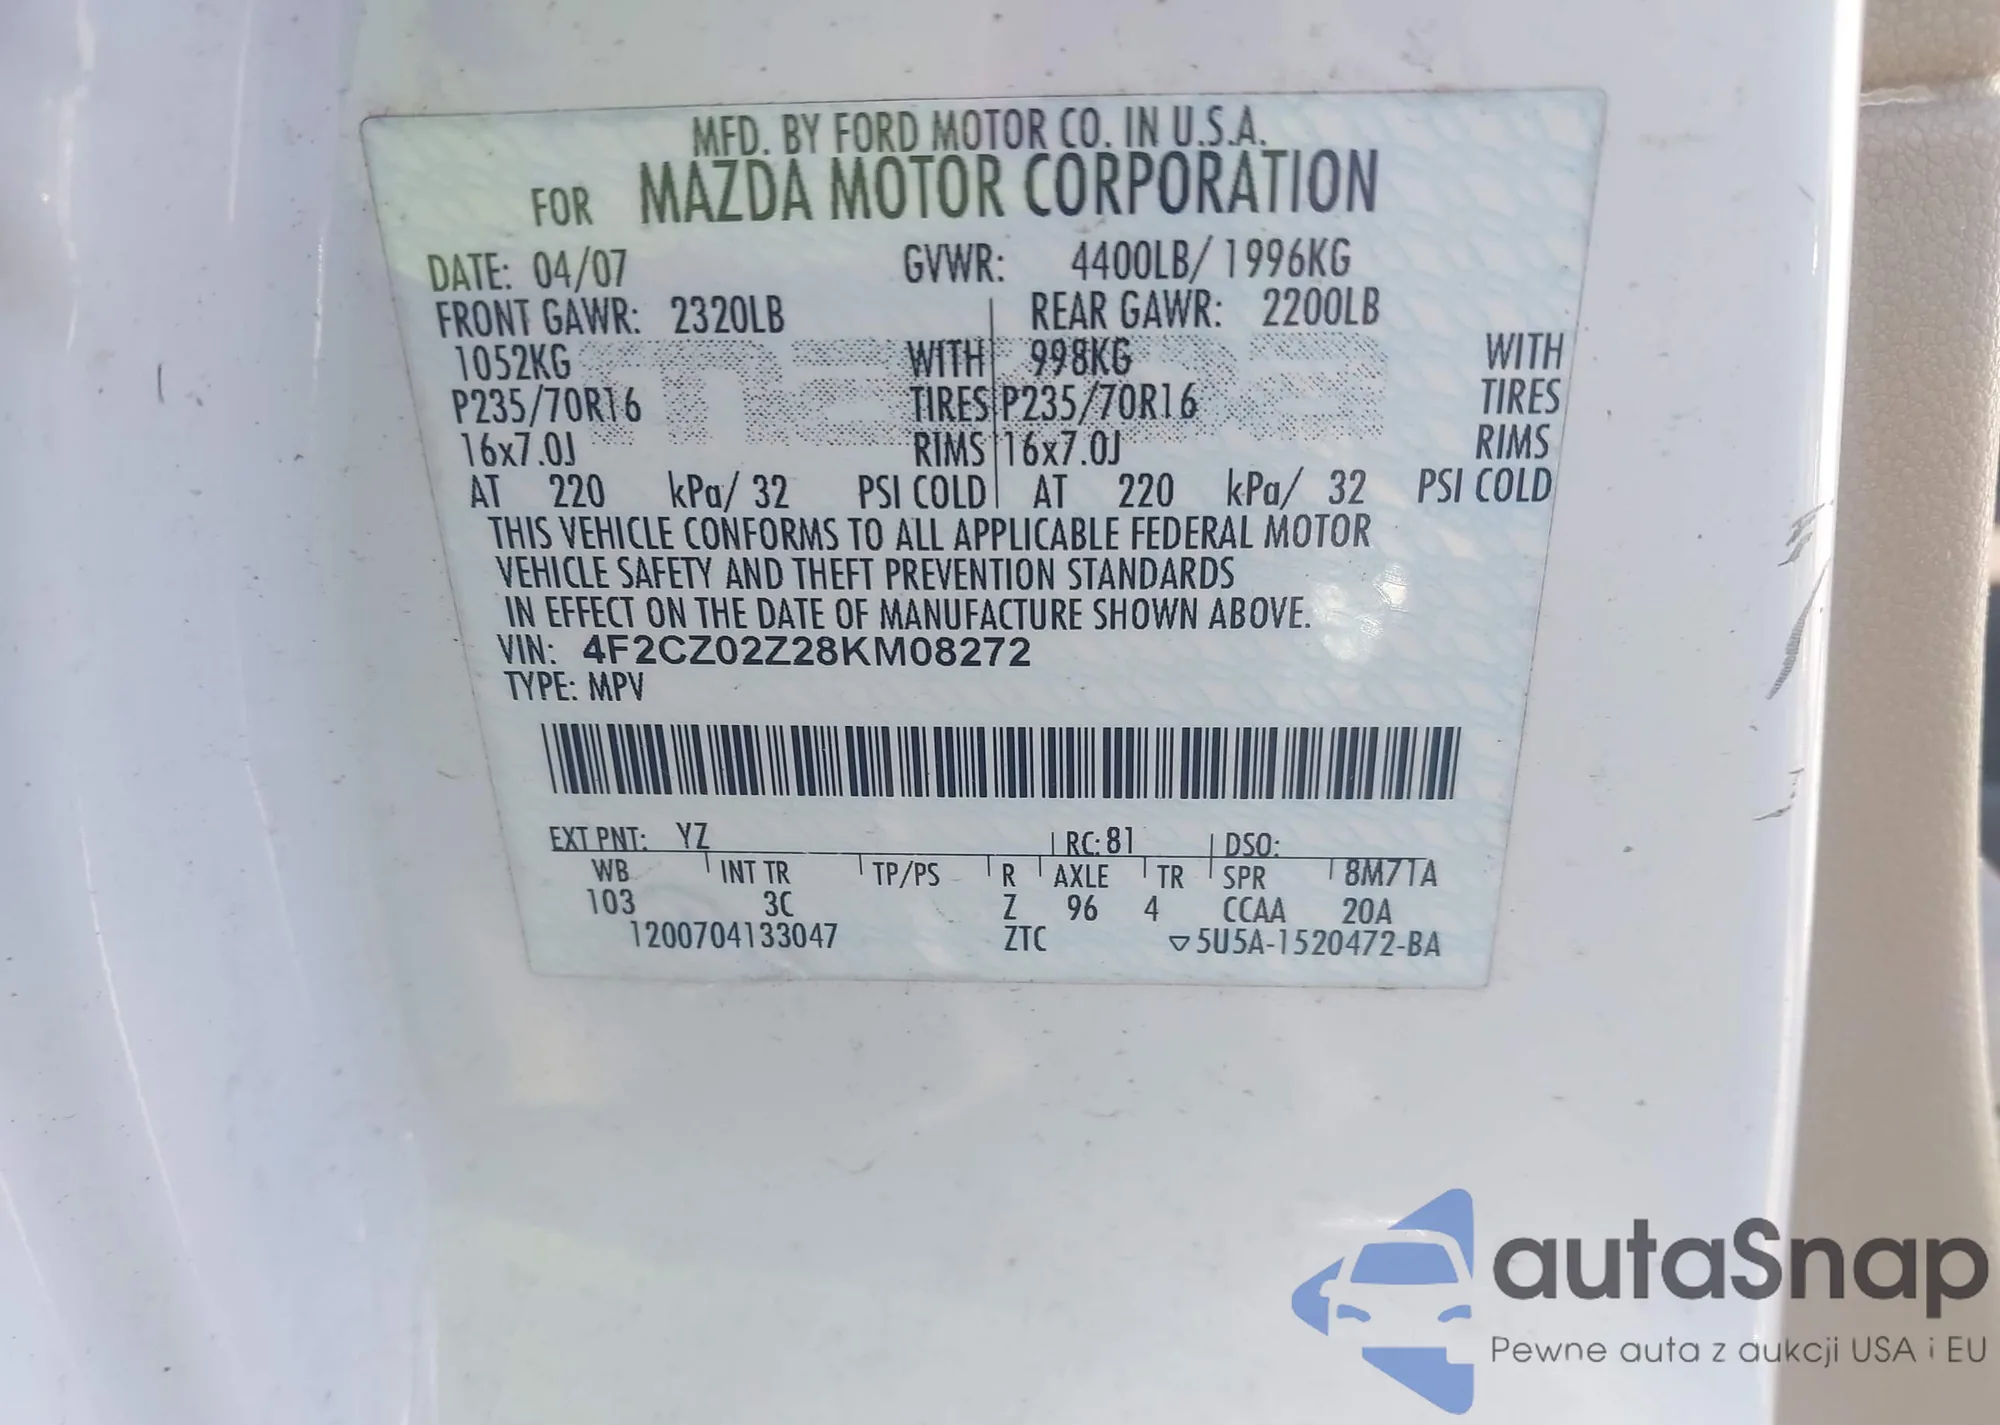 MFD. BY FORD MOTOR CO. IN U.S.A.
FOR MAZDA MOTOR CORPORATION
DATE: 04/07 GVWR: 4400LB/ 1996KG
FRONT GAWR: 2320LB REAR GAWR: 2200LB
1052KG WITH 998KG WITH
P235/70R16 TIRES P235/70R16 TIRES
16x7.0J RIMS 16x7.0J RIMS
AT 220 kPa/ 32 PSI COLD AT 220 kPa/ 32 PSI COLD
THIS VEHICLE CONFORMS TO ALL APPLICABLE FEDERAL MOTOR
VEHICLE SAFETY AND THEFT PREVENTION STANDARDS
IN EFFECT ON THE DATE OF MANUFACTURE SHOWN ABOVE.
VIN: 4F2CZ02Z28KM08272
TYPE: MPV
EXT PNT: YZ RC: 81 DSO:
WB INT TR TP/PS R AXLE TR SPR 8M71A
103 3C Z 96 4 CCAA 20A
1200704133047 ZTC ▽5U5A-1520472-BA
autaSnap
Pewne auta z aukcji USA i EU